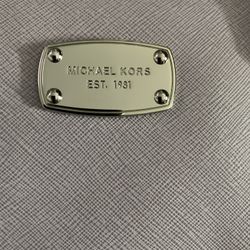 MICHAEL KORS
EST. 1981